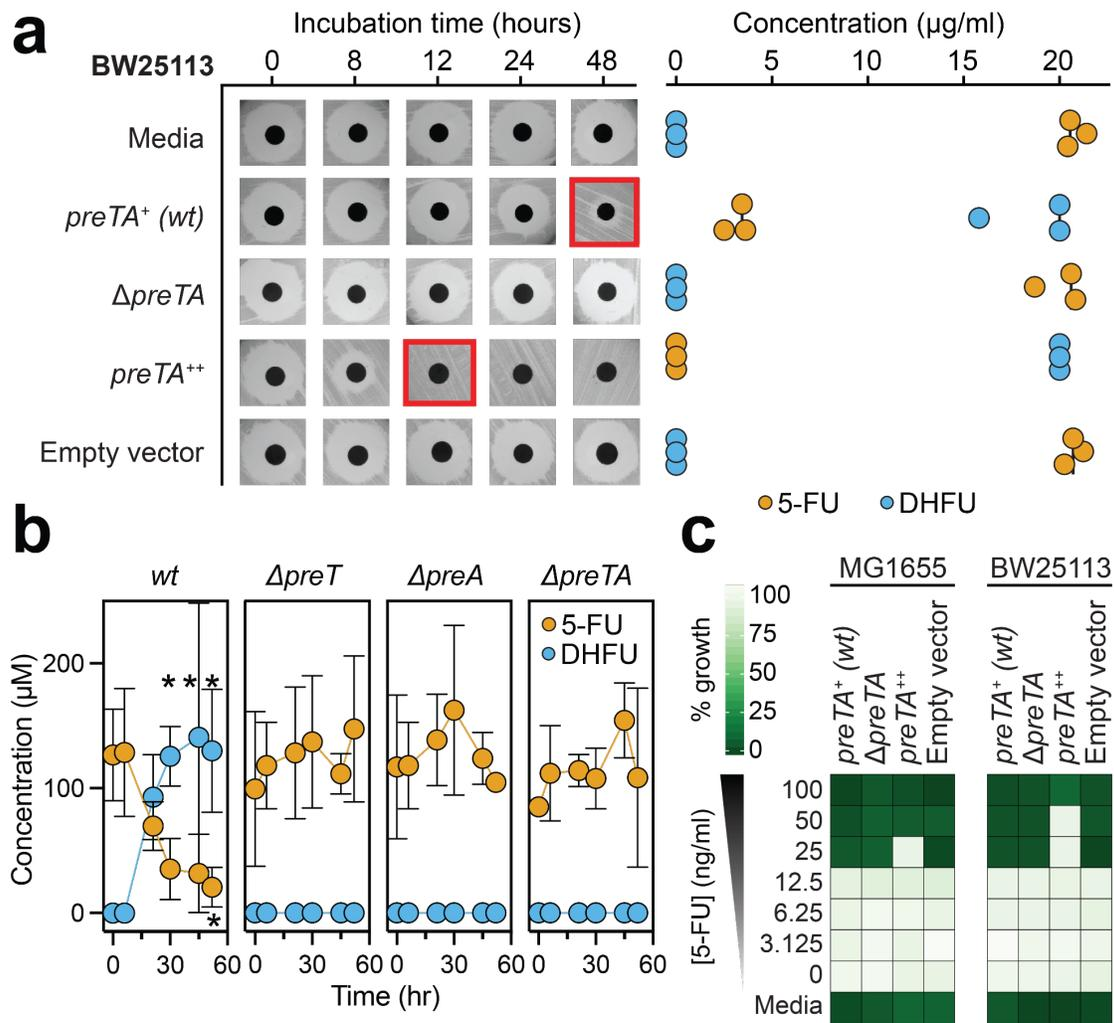 a
Incubation time (hours)
Concentration (µg/ml)
BW25113
0 8 12 24 48
0 5 10 15 20
Media
preTA+ (wt)
ΔpreTA
preTA++
Empty vector
5-FU DHFU
b
wt ΔpreT ΔpreA ΔpreTA
Concentration (µM)
200
100
0
* * *
*
5-FU
DHFU
0 30 60 0 30 60 0 30 60 0 30 60
Time (hr)
c
MG1655 BW25113
% growth
100
75
50
25
0
preTA+ (wt)
ΔpreTA
preTA++
Empty vector
preTA+ (wt)
ΔpreTA
preTA++
Empty vector
[5-FU] (ng/ml)
100
50
25
12.5
6.25
3.125
0
Media